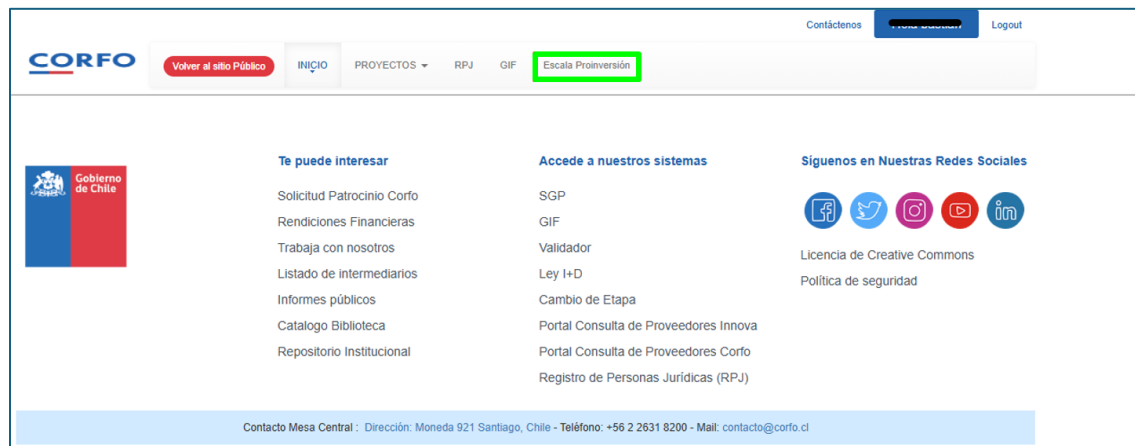 Contáctenos Logout
CORFO Volver al sitio Público INICIO PROYECTOS RPJ GIF Escala Proinversión
Gobierno
de Chile
Te puede interesar
Solicitud Patrocinio Corfo
Rendiciones Financieras
Trabaja con nosotros
Listado de intermediarios
Informes públicos
Catalogo Biblioteca
Repositorio Institucional
Accede a nuestros sistemas
SGP
GIF
Validador
Ley I+D
Cambio de Etapa
Portal Consulta de Proveedores Innova
Portal Consulta de Proveedores Corfo
Registro de Personas Jurídicas (RPJ)
Siguenos en Nuestras Redes Sociales
Licencia de Creative Commons
Política de seguridad
Contacto Mesa Central : Dirección: Moneda 921 Santiago, Chile - Teléfono: +56 2 2631 8200 - Mail: contacto@corfo.cl